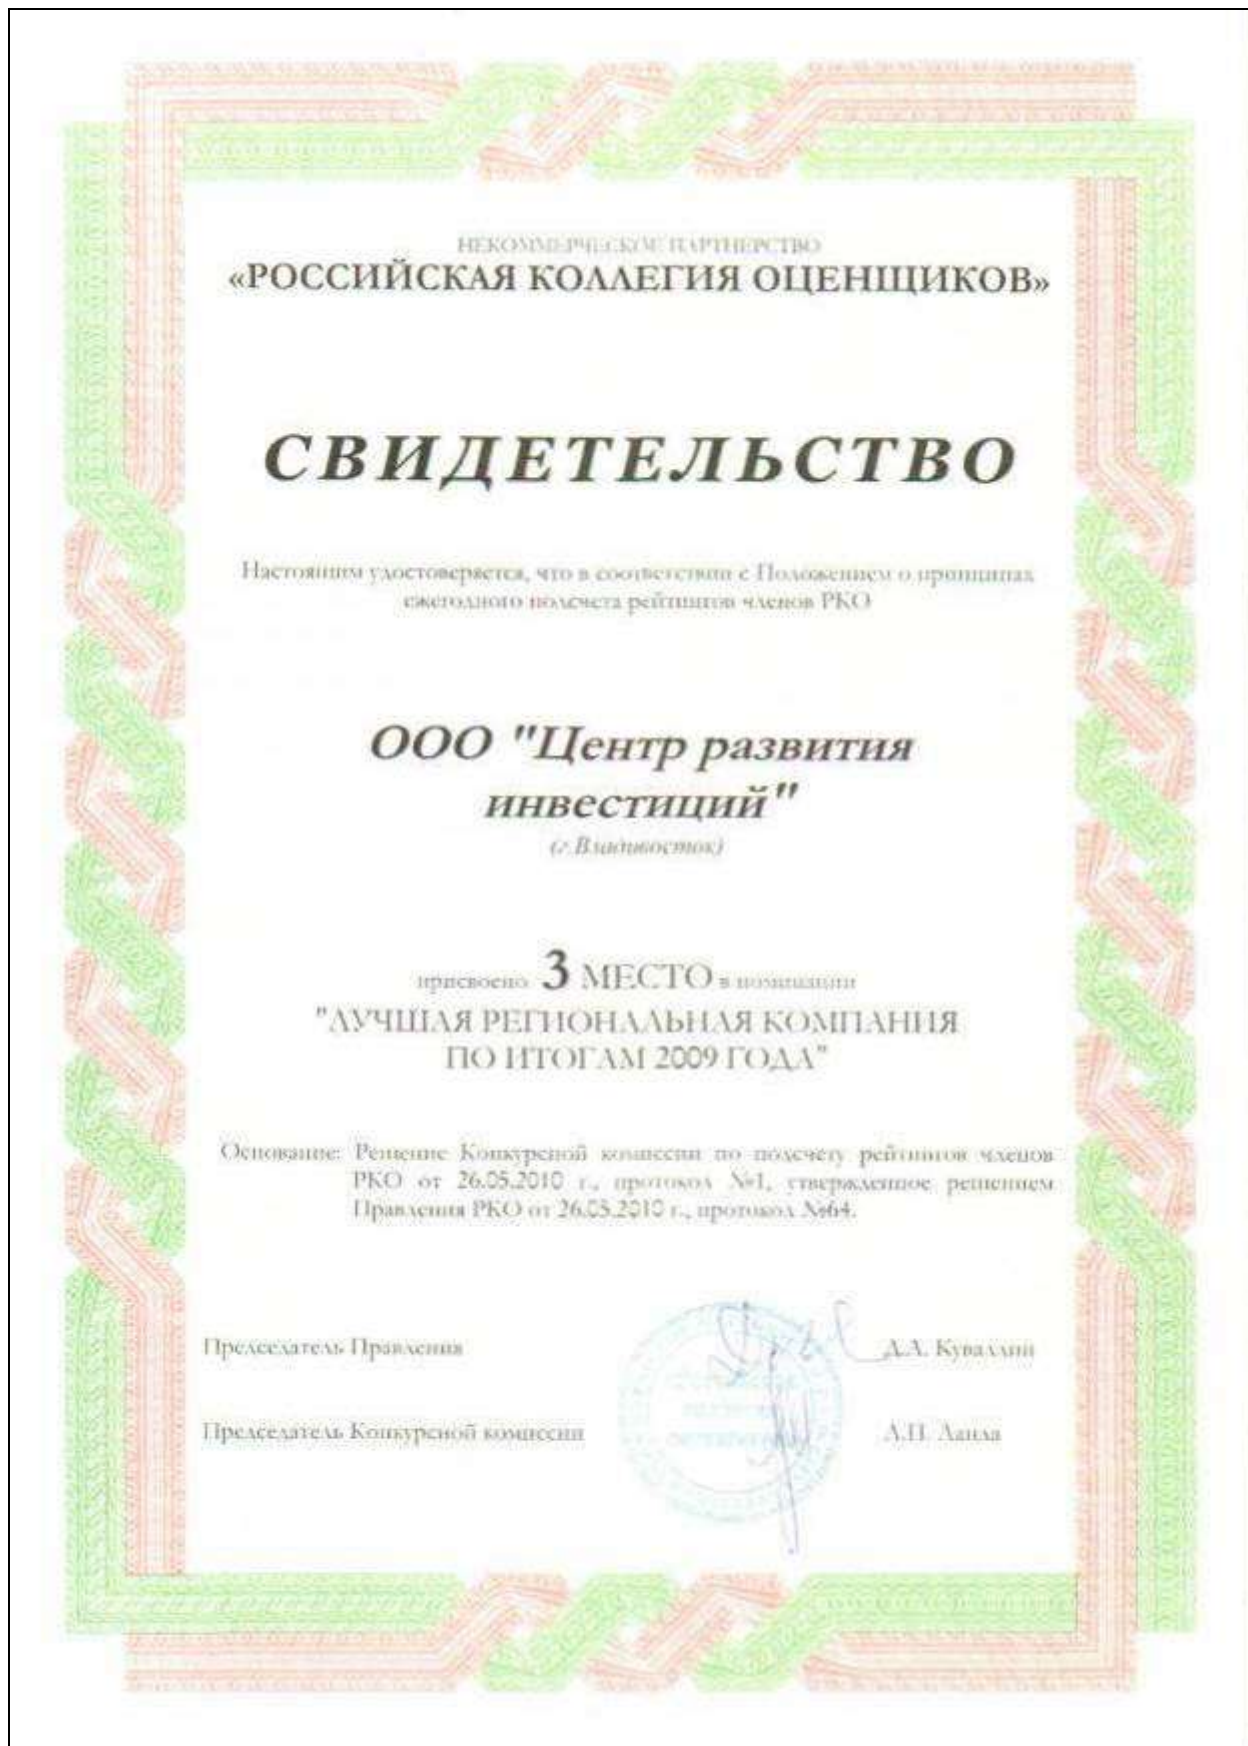 НЕКОММЕРЧЕСКОЕ ПАРТНЕРСТВО
«РОССИЙСКАЯ КОЛЛЕГИЯ ОЦЕНЩИКОВ»
СВИДЕТЕЛЬСТВО
Настоящим удостоверяется, что в соответствии с Положением о принципах
ежегодного подсчета рейтингов членов РКО
ООО "Центр развития
инвестиций"
(г.Владивосток)
присвоено 3 МЕСТО в номинации
"ЛУЧШАЯ РЕГИОНАЛЬНАЯ КОМПАНИЯ
ПО ИТОГАМ 2009 ГОДА"
Основание: Решение Конкурсной комиссии по подсчету рейтингов членов
РКО от 26.05.2010 г., протокол №1, утвержденное решением
Правления РКО от 26.05.2010 г., протокол №64.
Председатель Правления Д.А. Кувалдин
Председатель Конкурсной комиссии